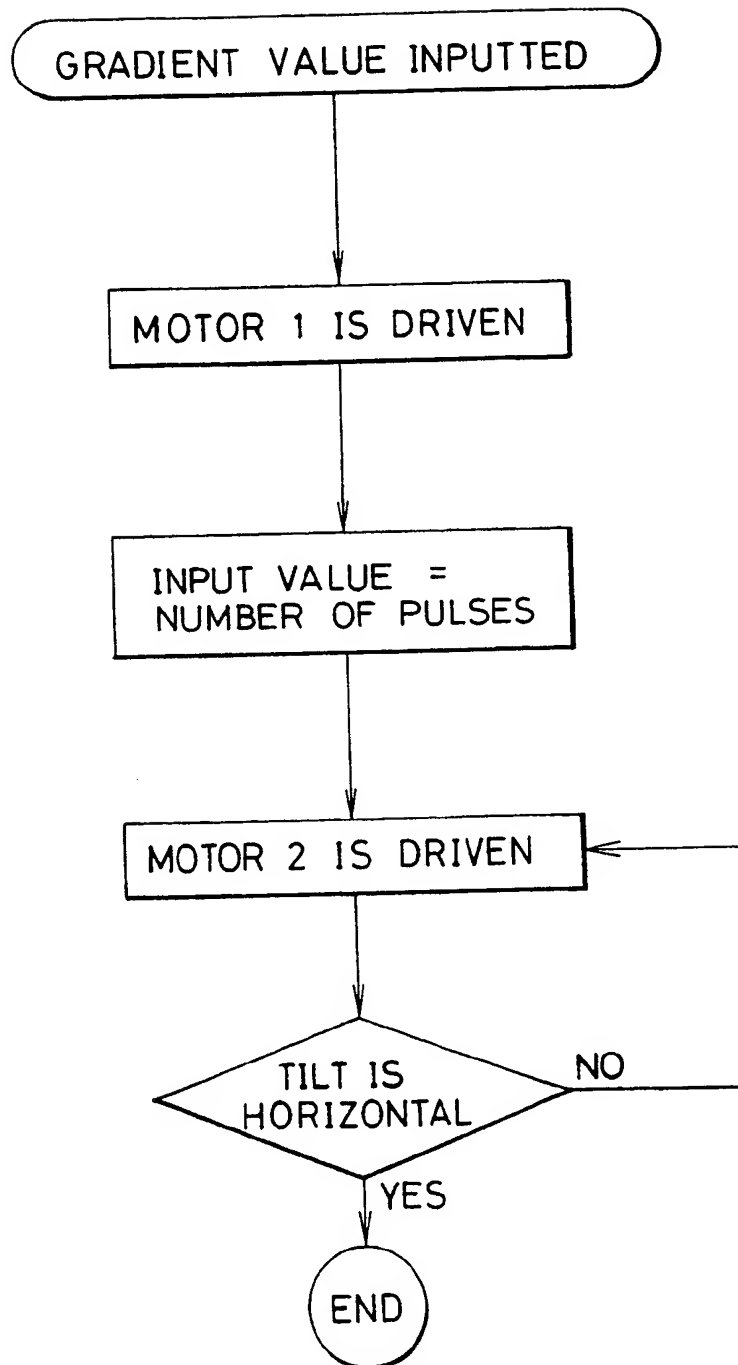 GRADIENT VALUE INPUTTED
MOTOR 1 IS DRIVEN
INPUT VALUE =
NUMBER OF PULSES
MOTOR 2 IS DRIVEN
TILT IS
HORIZONTAL
NO
YES
END